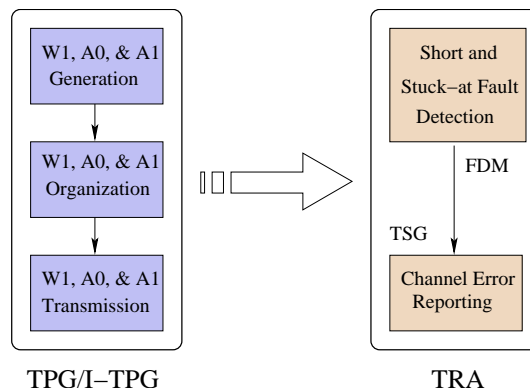 W1, A0, & A1
Generation
W1, A0, & A1
Organization
W1, A0, & A1
Transmission
TPG/I−TPG
Short and
Stuck−at Fault
Detection
FDM
TSG
Channel Error
Reporting
TRA